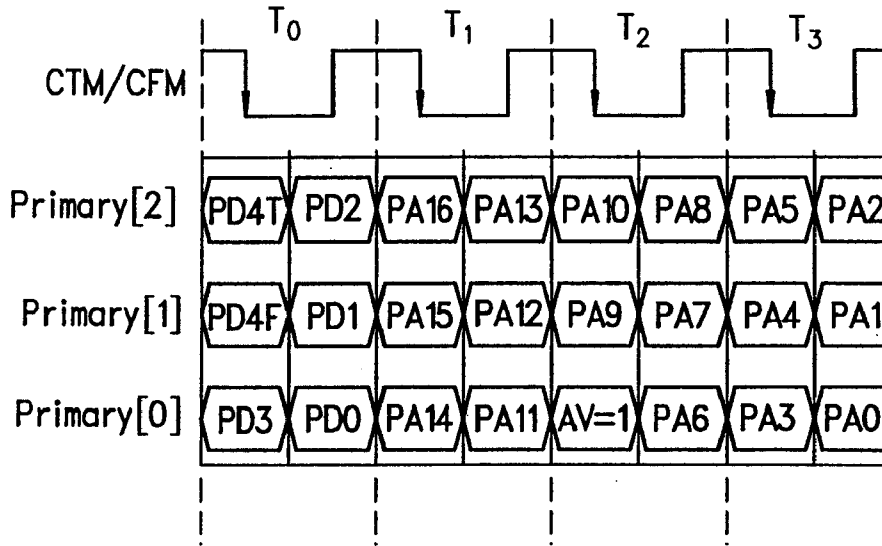 T0 T1 T2 T3
CTM/CFM
Primary[2] PD4T PD2 PA16 PA13 PA10 PA8 PA5 PA2
Primary[1] PD4F PD1 PA15 PA12 PA9 PA7 PA4 PA1
Primary[0] PD3 PD0 PA14 PA11 AV=1 PA6 PA3 PA0